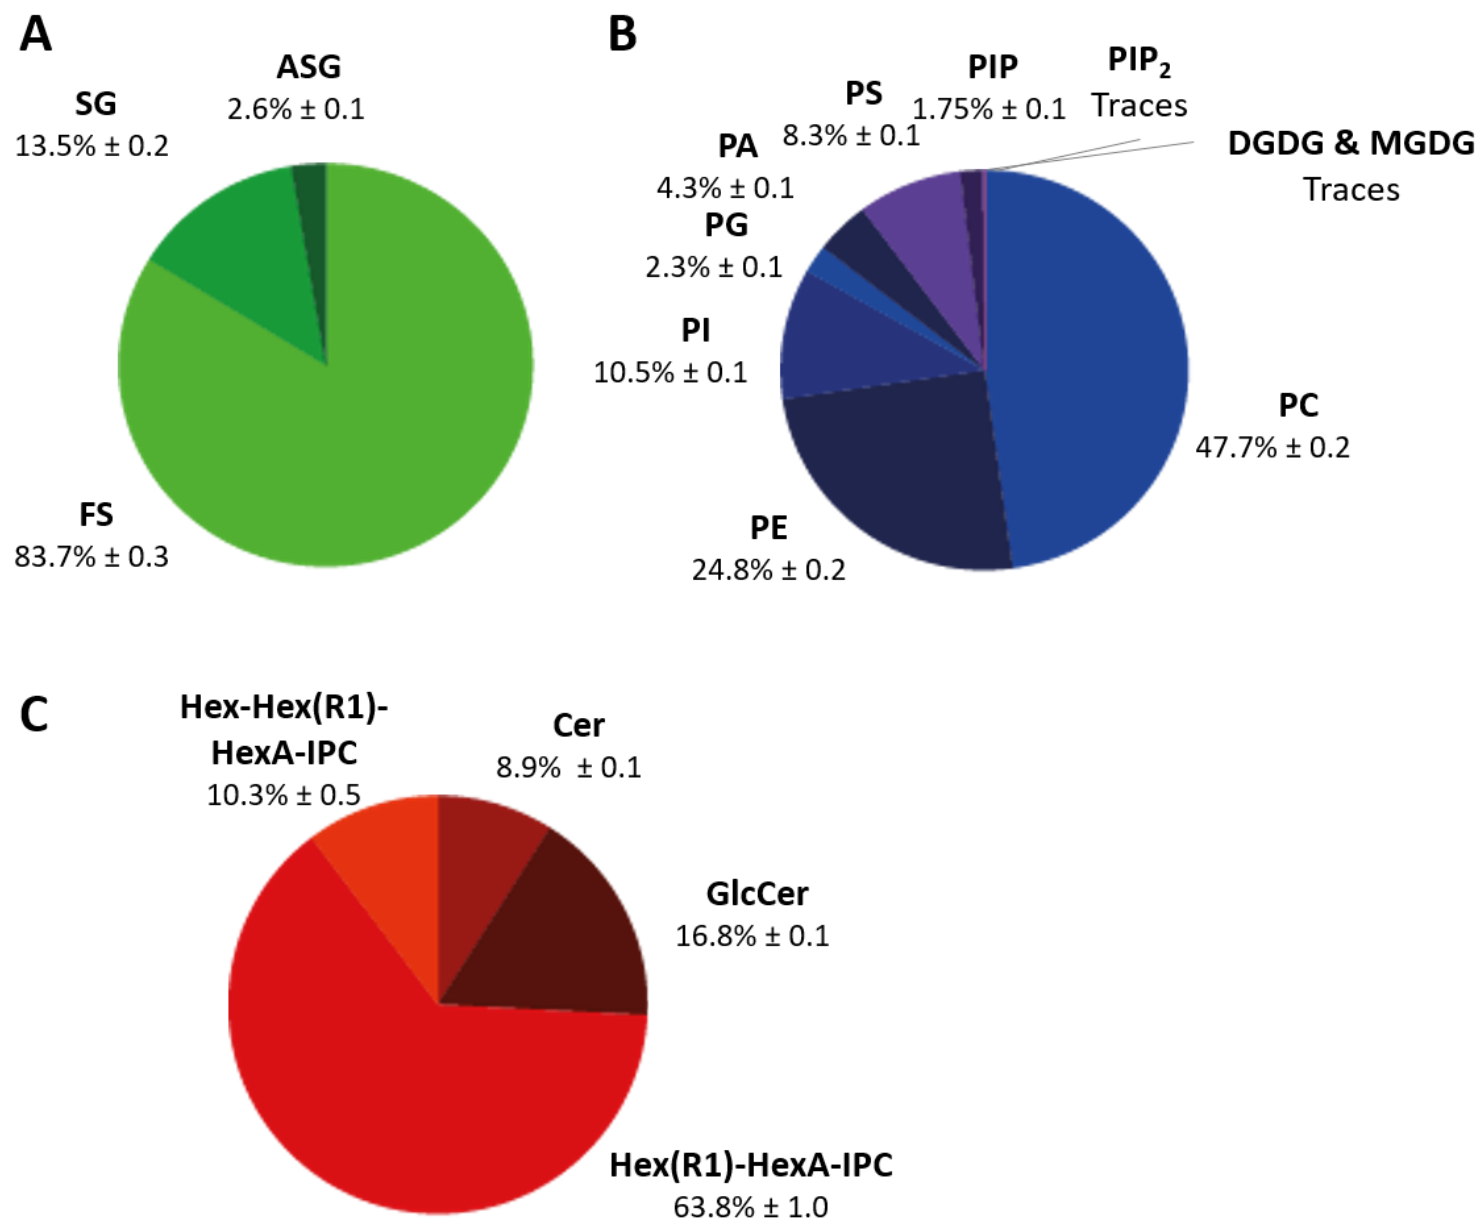 A
ASG
2.6% ± 0.1
SG
13.5% ± 0.2
FS
83.7% ± 0.3
B
PIP₂
Traces
PIP
1.75% ± 0.1
PS
8.3% ± 0.1
DGDG & MGDG
Traces
PA
4.3% ± 0.1
PG
2.3% ± 0.1
PI
10.5% ± 0.1
PC
47.7% ± 0.2
PE
24.8% ± 0.2
C
Hex-Hex(R1)-
HexA-IPC
10.3% ± 0.5
Cer
8.9% ± 0.1
GlcCer
16.8% ± 0.1
Hex(R1)-HexA-IPC
63.8% ± 1.0